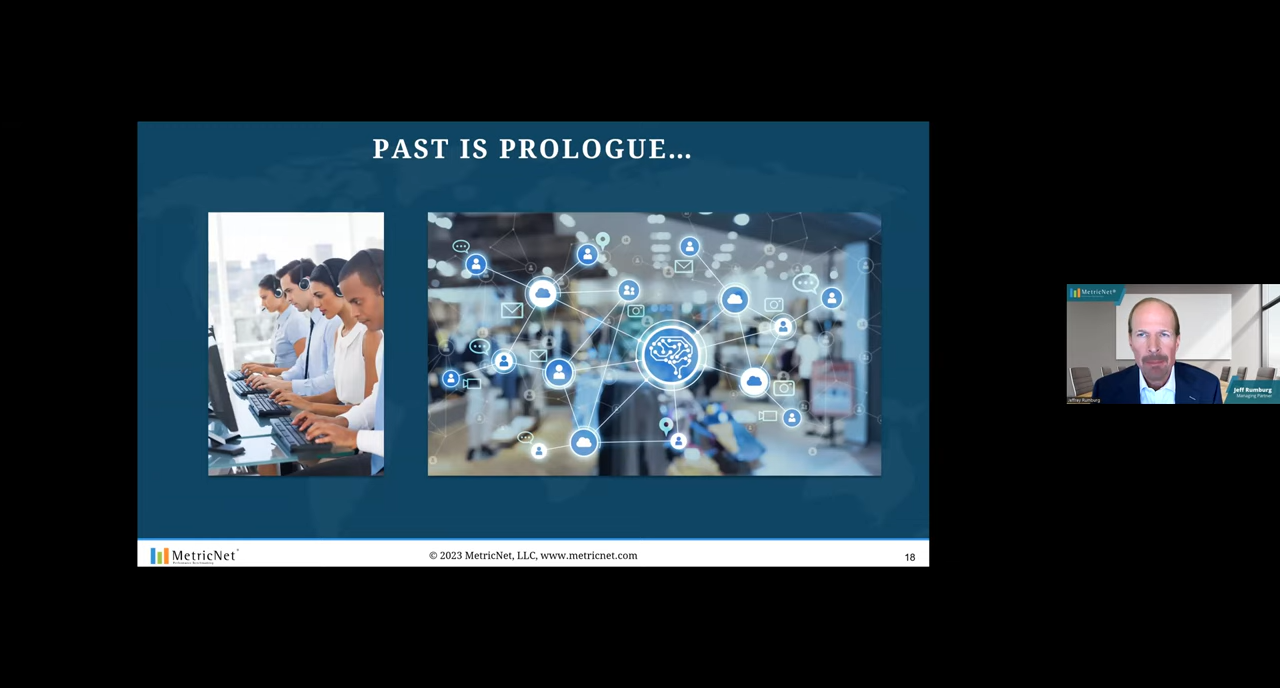 PAST IS PROLOGUE...
MetricNet
© 2023 MetricNet, LLC, www.metricnet.com
18
MetricNet®
Jeff Rumburg
Managing Partner
Jeffrey Rumburg